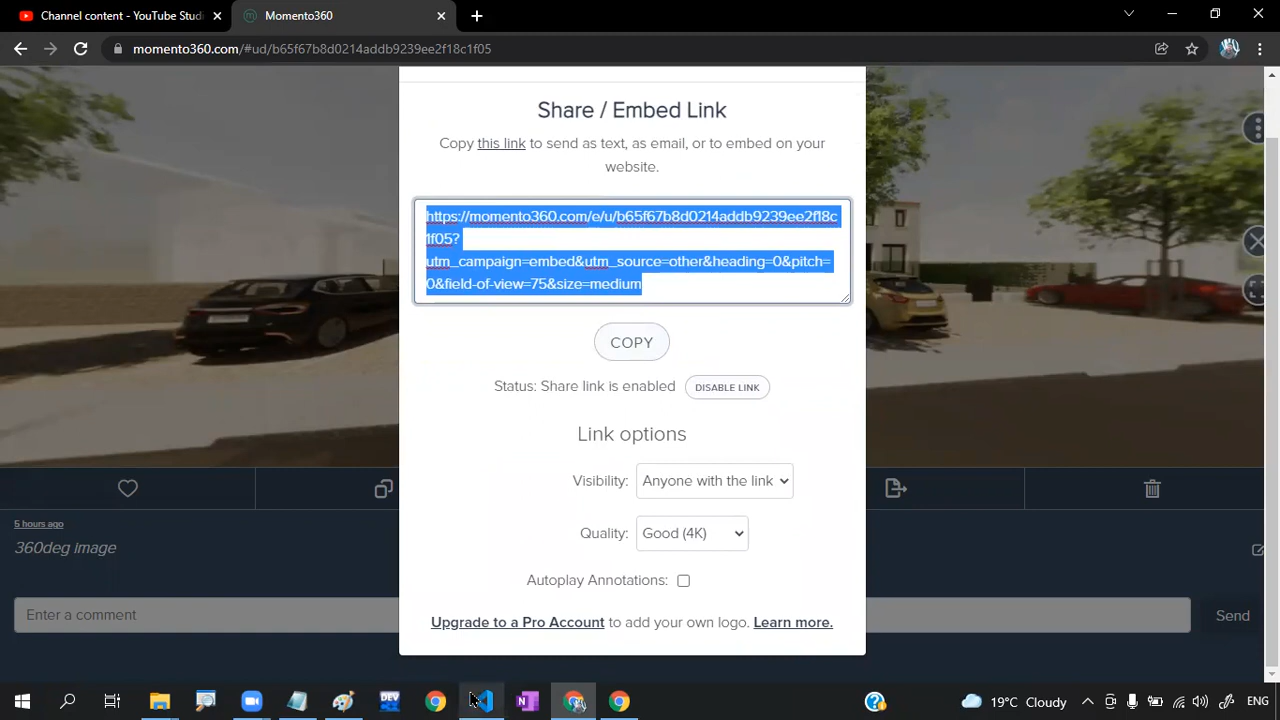 Channel content - YouTube Studi
Momento360
momento360.com/#ud/b65f67b8d0214addb9239ee2f18c1f05
Share / Embed Link
Copy this link to send as text, as email, or to embed on your
website.
https://momento360.com/e/u/b65f67b8d0214addb9239ee2f18c
1f05?
utm_campaign=embed&utm_source=other&heading=0&pitch=
0&field-of-view=75&size=medium
COPY
Status: Share link is enabled DISABLE LINK
Link options
Visibility: Anyone with the link
Quality: Good (4K)
Autoplay Annotations:
Upgrade to a Pro Account to add your own logo. Learn more.
5 hours ago
360deg image
Enter a comment
Send
DEV
19°C Cloudy
ENG